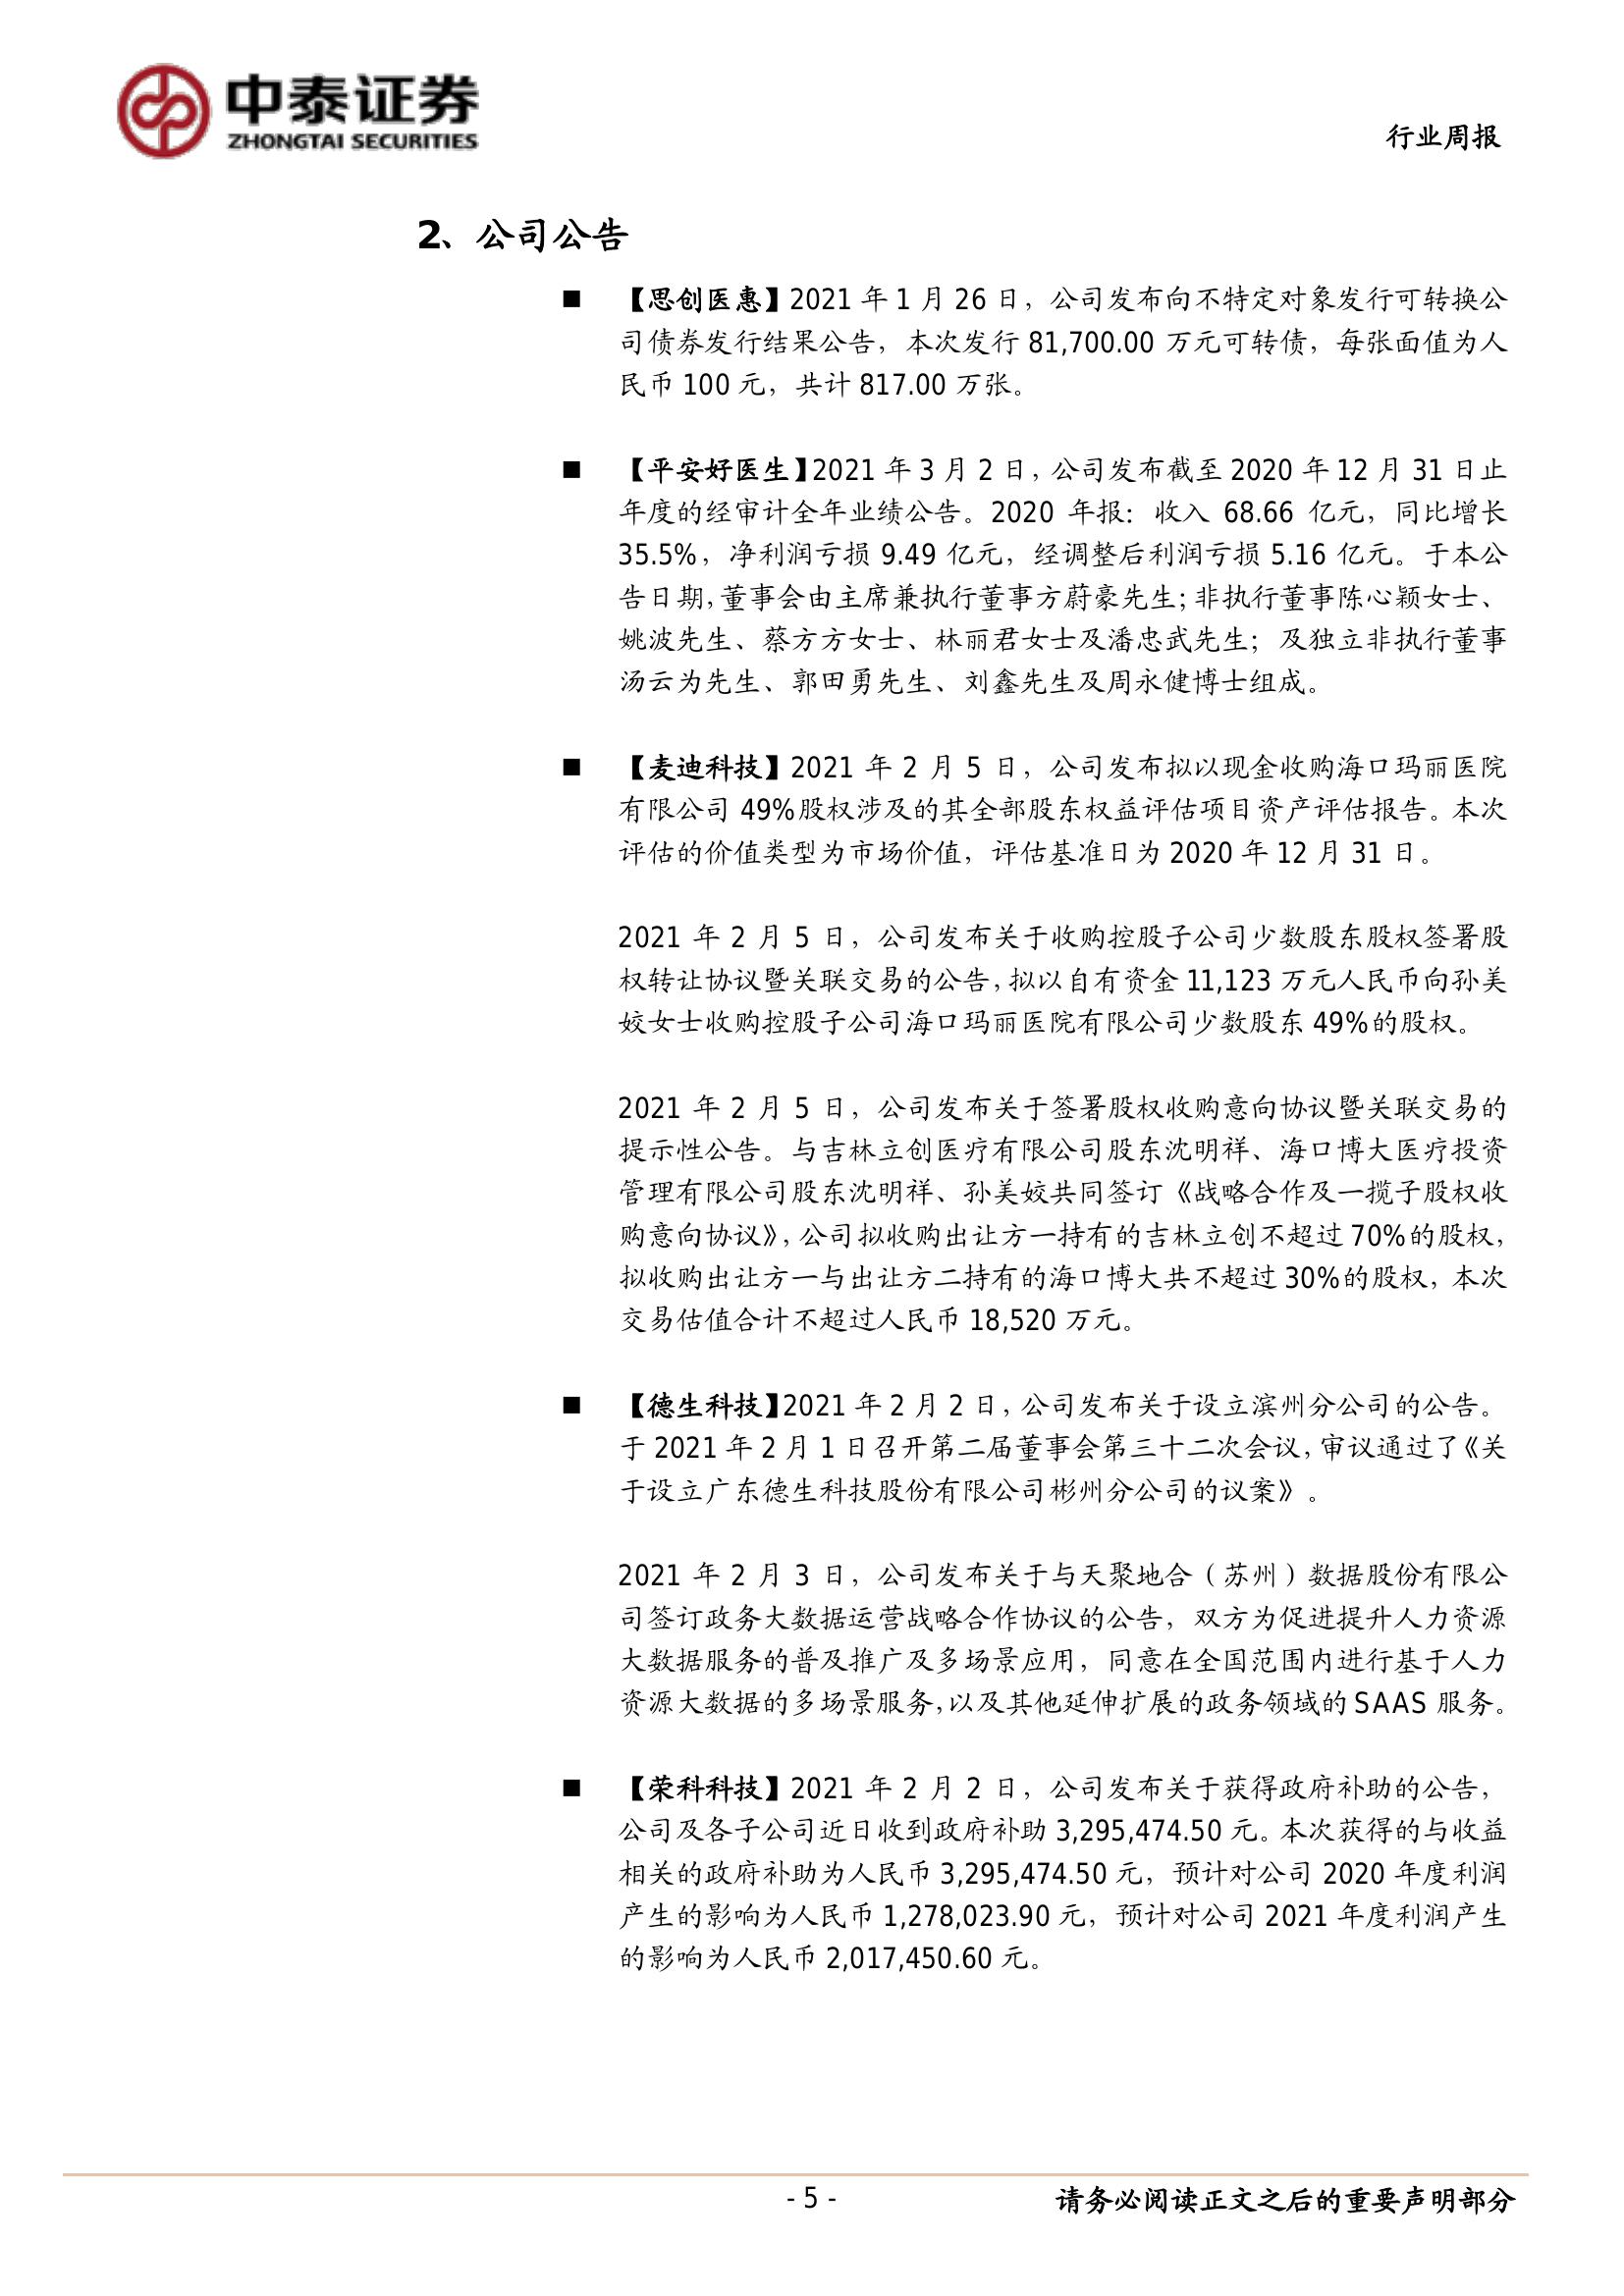 中泰证券
ZHONGTAI SECURITIES
行业周报
2、公司公告
■ 【思创医惠】2021 年 1 月 26 日，公司发布向不特定对象发行可转换公
司债券发行结果公告，本次发行 81,700.00 万元可转债，每张面值为人
民币 100 元，共计 817.00 万张。
■ 【平安好医生】2021 年 3 月 2 日，公司发布截至 2020 年 12 月 31 日止
年度的经审计全年业绩公告。2020 年报：收入 68.66 亿元，同比增长
35.5%，净利润亏损 9.49 亿元，经调整后利润亏损 5.16 亿元。于本公
告日期，董事会由主席兼执行董事方蔚豪先生；非执行董事陈心颖女士、
姚波先生、蔡方方女士、林丽君女士及潘忠武先生；及独立非执行董事
汤云为先生、郭田勇先生、刘鑫先生及周永健博士组成。
■ 【麦迪科技】2021 年 2 月 5 日，公司发布拟以现金收购海口玛丽医院
有限公司 49%股权涉及的其全部股东权益评估项目资产评估报告。本次
评估的价值类型为市场价值，评估基准日为 2020 年 12 月 31 日。
2021 年 2 月 5 日，公司发布关于收购控股子公司少数股东股权签署股
权转让协议暨关联交易的公告，拟以自有资金 11,123 万元人民币向孙美
姣女士收购控股子公司海口玛丽医院有限公司少数股东 49%的股权。
2021 年 2 月 5 日，公司发布关于签署股权收购意向协议暨关联交易的
提示性公告。与吉林立创医疗有限公司股东沈明祥、海口博大医疗投资
管理有限公司股东沈明祥、孙美姣共同签订《战略合作及一揽子股权收
购意向协议》，公司拟收购出让方一持有的吉林立创不超过 70%的股权，
拟收购出让方一与出让方二持有的海口博大共不超过 30%的股权，本次
交易估值合计不超过人民币 18,520 万元。
■ 【德生科技】2021 年 2 月 2 日，公司发布关于设立滨州分公司的公告。
于 2021 年 2 月 1 日召开第二届董事会第三十二次会议，审议通过了《关
于设立广东德生科技股份有限公司彬州分公司的议案》。
2021 年 2 月 3 日，公司发布关于与天聚地合（苏州）数据股份有限公
司签订政务大数据运营战略合作协议的公告，双方为促进提升人力资源
大数据服务的普及推广及多场景应用，同意在全国范围内进行基于人力
资源大数据的多场景服务，以及其他延伸扩展的政务领域的 SAAS 服务。
■ 【荣科科技】2021 年 2 月 2 日，公司发布关于获得政府补助的公告，
公司及各子公司近日收到政府补助 3,295,474.50 元。本次获得的与收益
相关的政府补助为人民币 3,295,474.50 元，预计对公司 2020 年度利润
产生的影响为人民币 1,278,023.90 元，预计对公司 2021 年度利润产生
的影响为人民币 2,017,450.60 元。
- 5 -
请务必阅读正文之后的重要声明部分